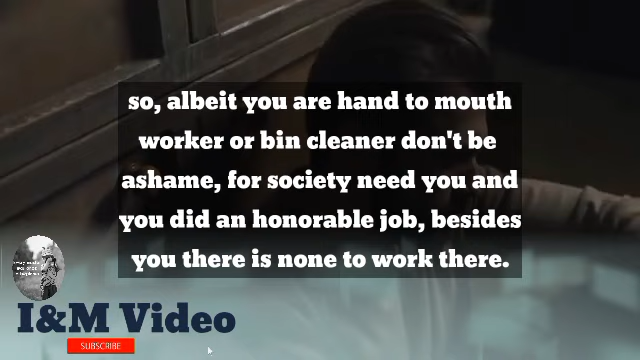 so, albeit you are hand to mouth
worker or bin cleaner don't be
ashame, for society need you and
you did an honorable job, besides
you there is none to work there.
I&M Video
SUBSCRIBE